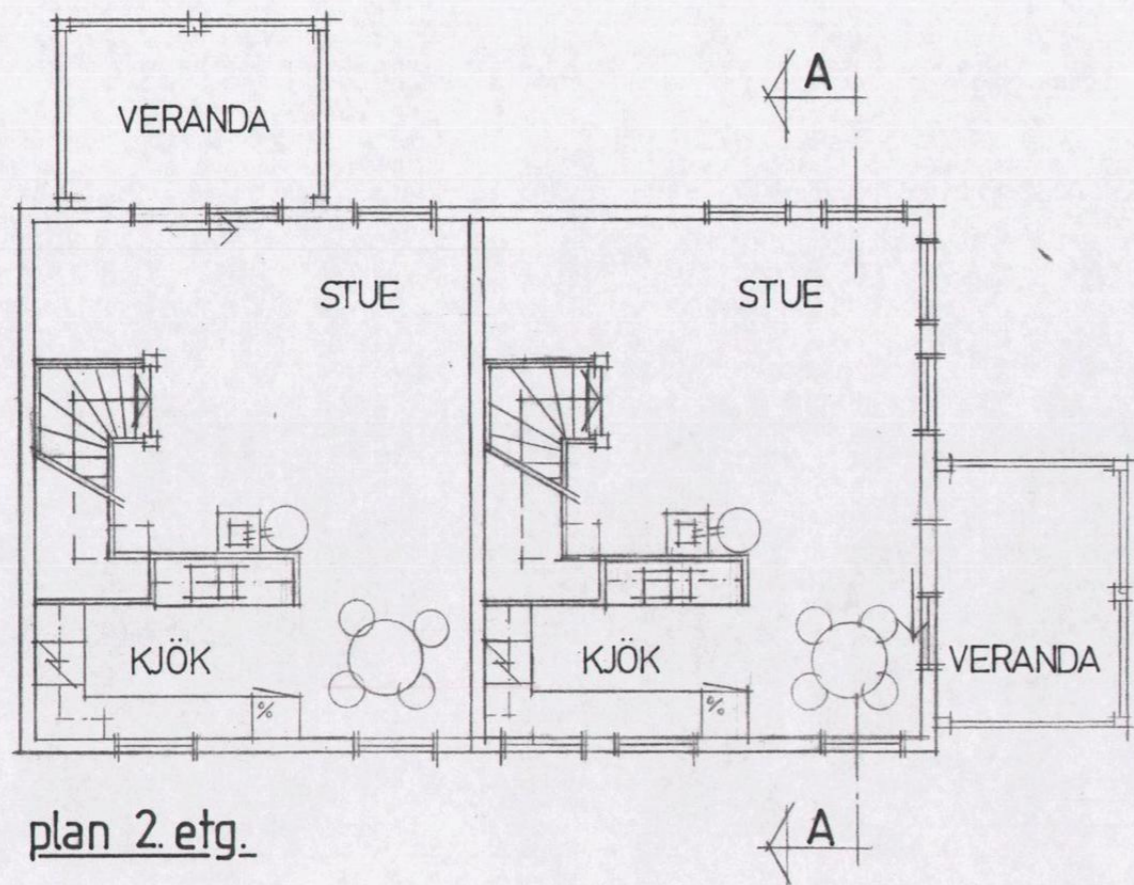 VERANDA
A
STUE
STUE
KJÖK
KJÖK
VERANDA
%
%
plan 2. etg.
A